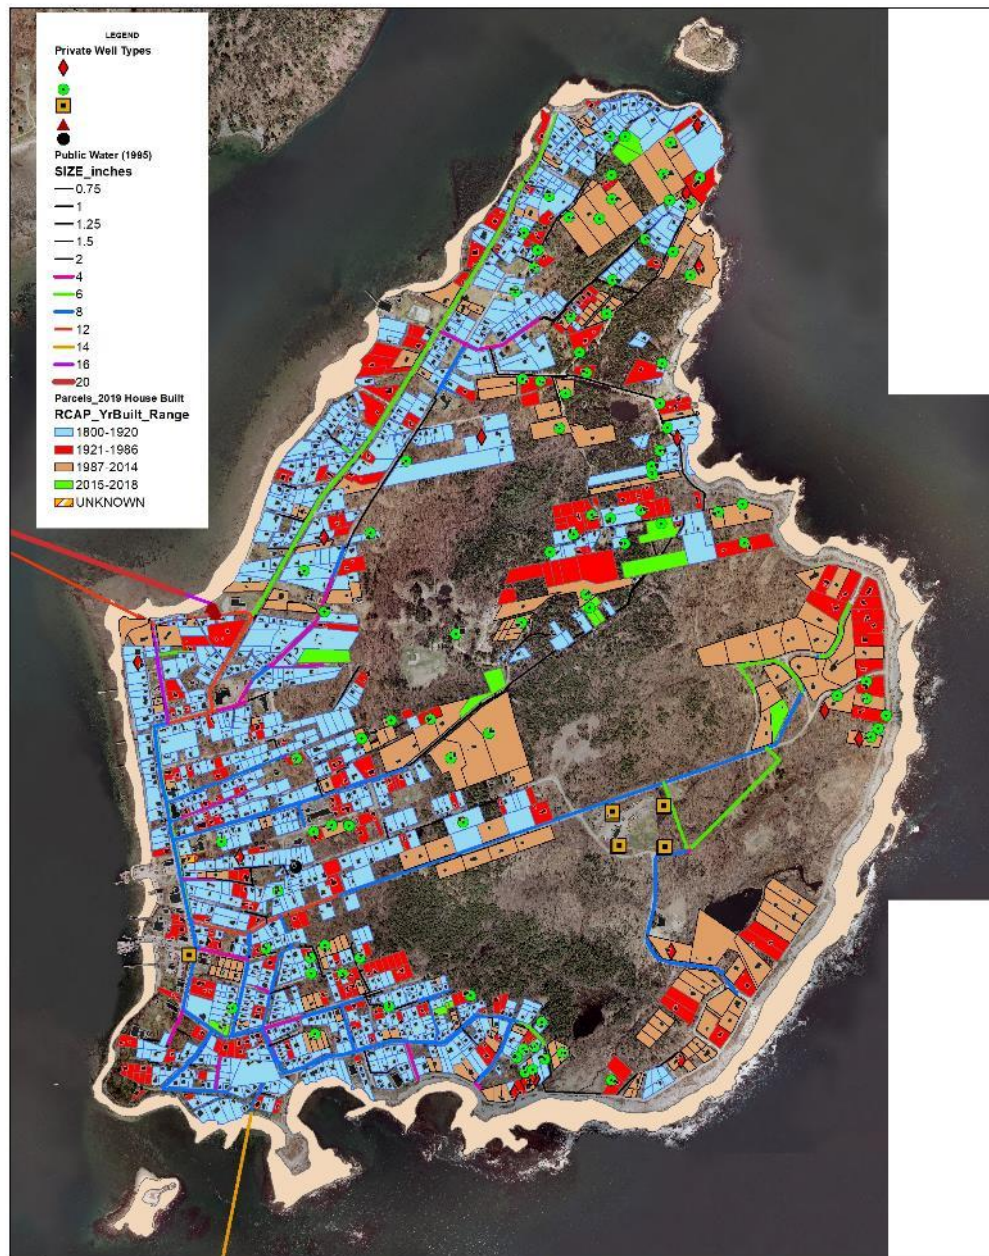 LEGEND
Private Well Types
Public Water (1985)
SIZE_inches
0.75
1
1.25
1.5
2
4
6
8
12
14
16
20
Parcels_2019 House Built
RCAP_YrBuilt_Range
1800-1920
1921-1986
1987-2014
2015-2018
UNKNOWN